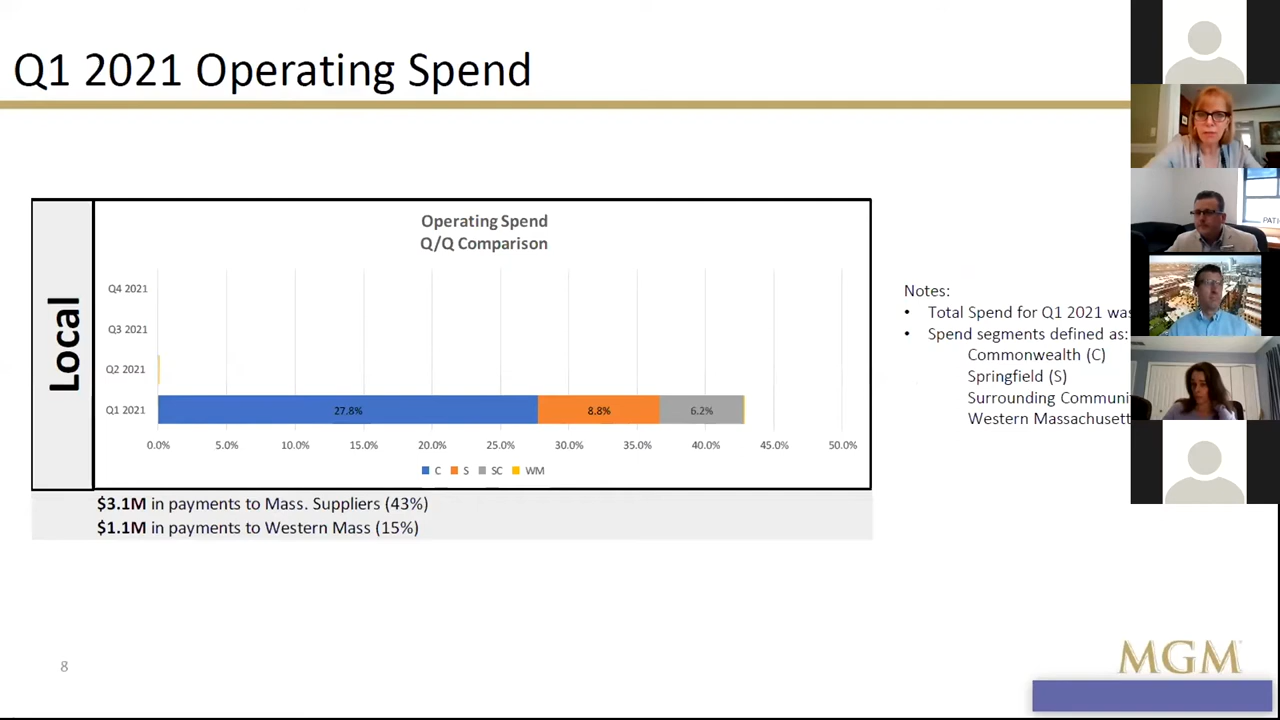 Q1 2021 Operating Spend
Local
Operating Spend
Q/Q Comparison
Q4 2021
Q3 2021
Q2 2021
Q1 2021
27.8%
8.8%
6.2%
0.0%
5.0%
10.0%
15.0%
20.0%
25.0%
30.0%
35.0%
40.0%
45.0%
50.0%
C
S
SC
WM
$3.1M in payments to Mass. Suppliers (43%)
$1.1M in payments to Western Mass (15%)
Notes:
• Total Spend for Q1 2021 was
• Spend segments defined as:
Commonwealth (C)
Springfield (S)
Surrounding Communi
Western Massachusett
PAT
8
MGM